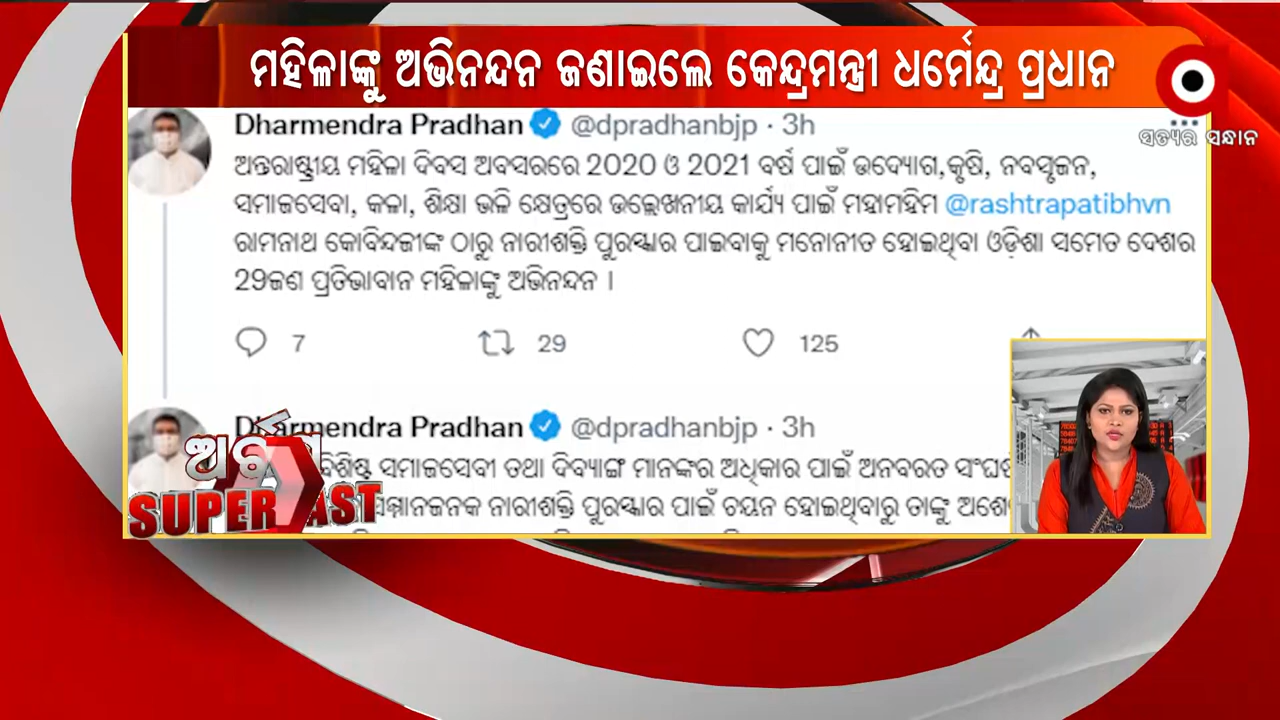 ମହିଳାଙ୍କୁ ଅଭିନନ୍ଦନ ଜଣାଇଲେ କେନ୍ଦ୍ରମନ୍ତ୍ରୀ ଧର୍ମେନ୍ଦ୍ର ପ୍ରଧାନ
ସତ୍ୟର ସନ୍ଧାନ
Dharmendra Pradhan @dpradhanbjp · 3h
ଅନ୍ତରାଷ୍ଟ୍ରୀୟ ମହିଳା ଦିବସ ଅବସରରେ 2020 ଓ 2021 ବର୍ଷ ପାଇଁ ଉଦ୍ୟୋଗ,କୃଷି, ନବସୃଜନ,
ସମାଜସେବା, କଳା, ଶିକ୍ଷା ଭଳି କ୍ଷେତ୍ରରେ ଉଲ୍ଲେଖନୀୟ କାର୍ଯ୍ୟ ପାଇଁ ମହାମହିମ @rashtrapatibhvn
ରାମନାଥ କୋବିନ୍ଦଜୀଙ୍କ ଠାରୁ ନାରୀଶକ୍ତି ପୁରସ୍କାର ପାଇବାକୁ ମନୋନୀତ ହୋଇଥିବା ଓଡ଼ିଶା ସମେତ ଦେଶର
29ଜଣ ପ୍ରତିଭାବାନ ମହିଳାଙ୍କୁ ଅଭିନନ୍ଦନ ।
7 29 125
Dharmendra Pradhan @dpradhanbjp · 3h
ବିଶିଷ୍ଟ ସମାଜସେବୀ ତଥା ଦିବ୍ୟାଙ୍ଗ ମାନଙ୍କର ଅଧିକାର ପାଇଁ ଅନବରତ
ସମ୍ମାନଜନକ ନାରୀଶକ୍ତି ପୁରସ୍କାର ପାଇଁ ଚୟନ ହୋଇଥିବାରୁ ତାଙ୍କୁ
SUPER FAST